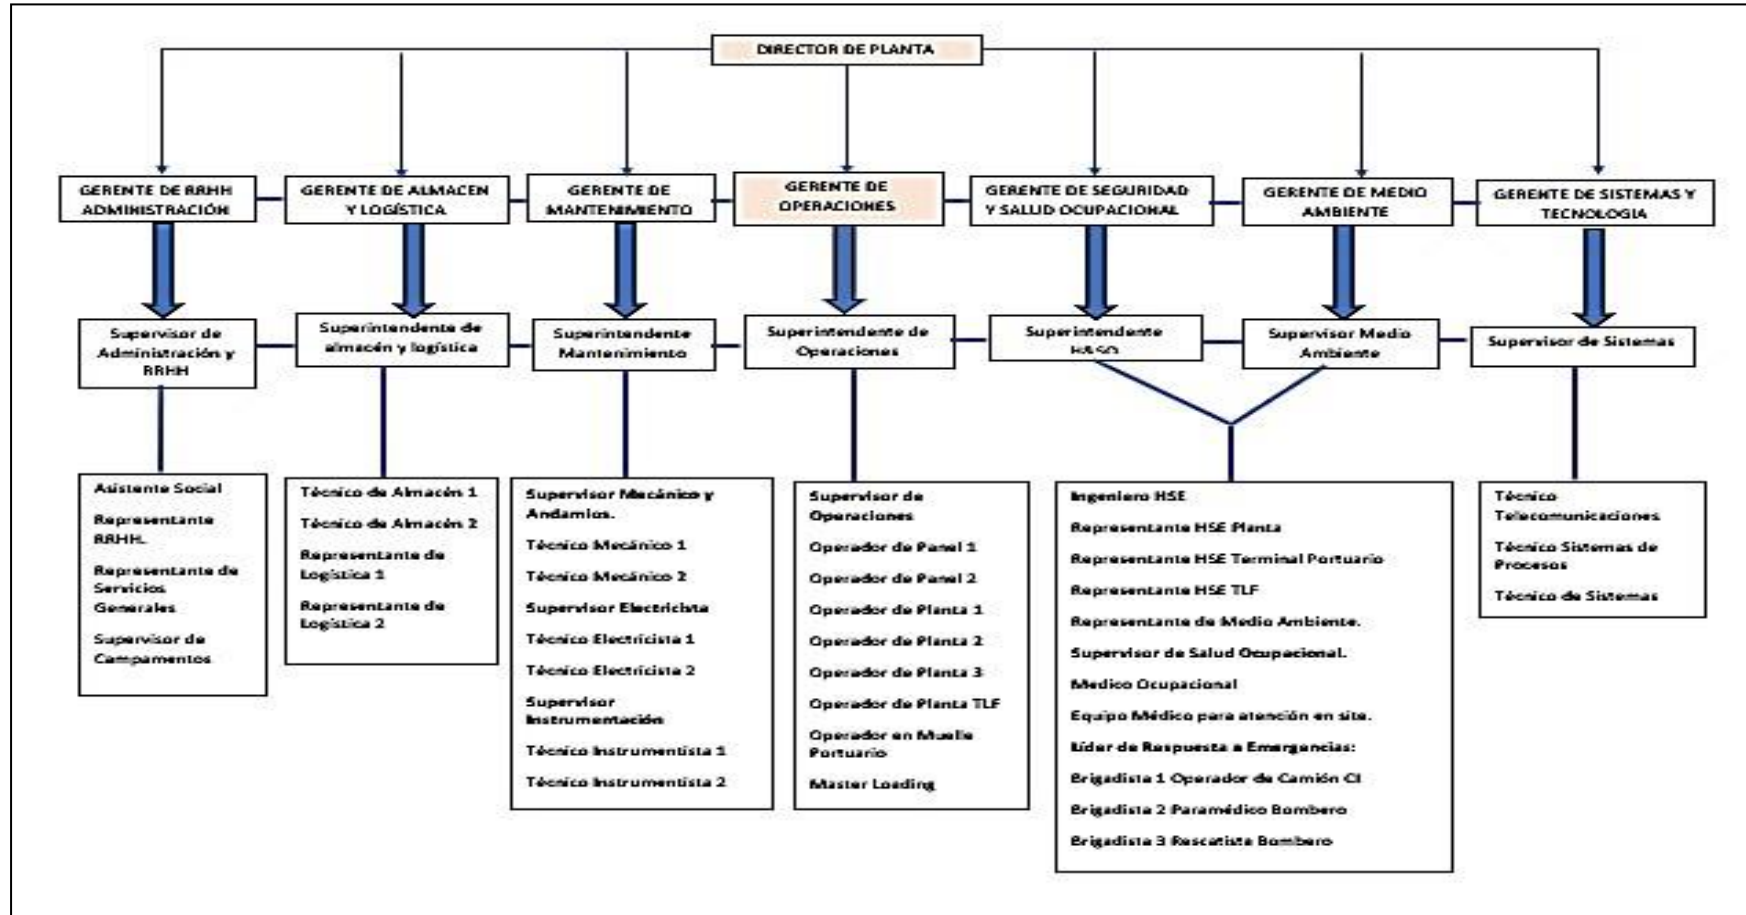 DIRECTOR DE PLANTA
GERENTE DE RRHH
ADMINISTRACIÓN
GERENTE DE ALMACEN
Y LOGÍSTICA
GERENTE DE
MANTENIMIENTO
GERENTE DE
OPERACIONES
GERENTE DE SEGURIDAD
Y SALUD OCUPACIONAL
GERENTE DE MEDIO
AMBIENTE
GERENTE DE SISTEMAS Y
TECNOLOGIA
Supervisor de
Administración y
RRHH
Superintendente de
almacén y logística
Superintendente
Mantenimiento
Superintendente de
Operaciones
Superintendente
Supervisor Medio
Ambiente
Supervisor de Sistemas
Asistente Social
Representante
RRHH.
Representante de
Servicios
Generales
Supervisor de
Campamentos
Técnico de Almacén 1
Técnico de Almacén 2
Representante de
Logística 1
Representante de
Logística 2
Supervisor Mecánico y
Andamios.
Técnico Mecánico 1
Técnico Mecánico 2
Supervisor Electricista
Técnico Electricista 1
Técnico Electricista 2
Supervisor
Instrumentación
Técnico Instrumentista 1
Técnico Instrumentista 2
Supervisor de
Operaciones
Operador de Panel 1
Operador de Panel 2
Operador de Planta 1
Operador de Planta 2
Operador de Planta 3
Operador de Planta TLF
Operador en Muelle
Portuario
Master Loading
Ingeniero HSE
Representante HSE Planta
Representante HSE Terminal Portuario
Representante HSE TLF
Representante de Medio Ambiente.
Supervisor de Salud Ocupacional.
Medico Ocupacional
Equipo Médico para atención en site.
Líder de Respuesta a Emergencias:
Brigadista 1 Operador de Camión CI
Brigadista 2 Paramédico Bombero
Brigadista 3 Rescatista Bombero
Técnico
Telecomunicaciones
Técnico Sistemas de
Procesos
Técnico de Sistemas